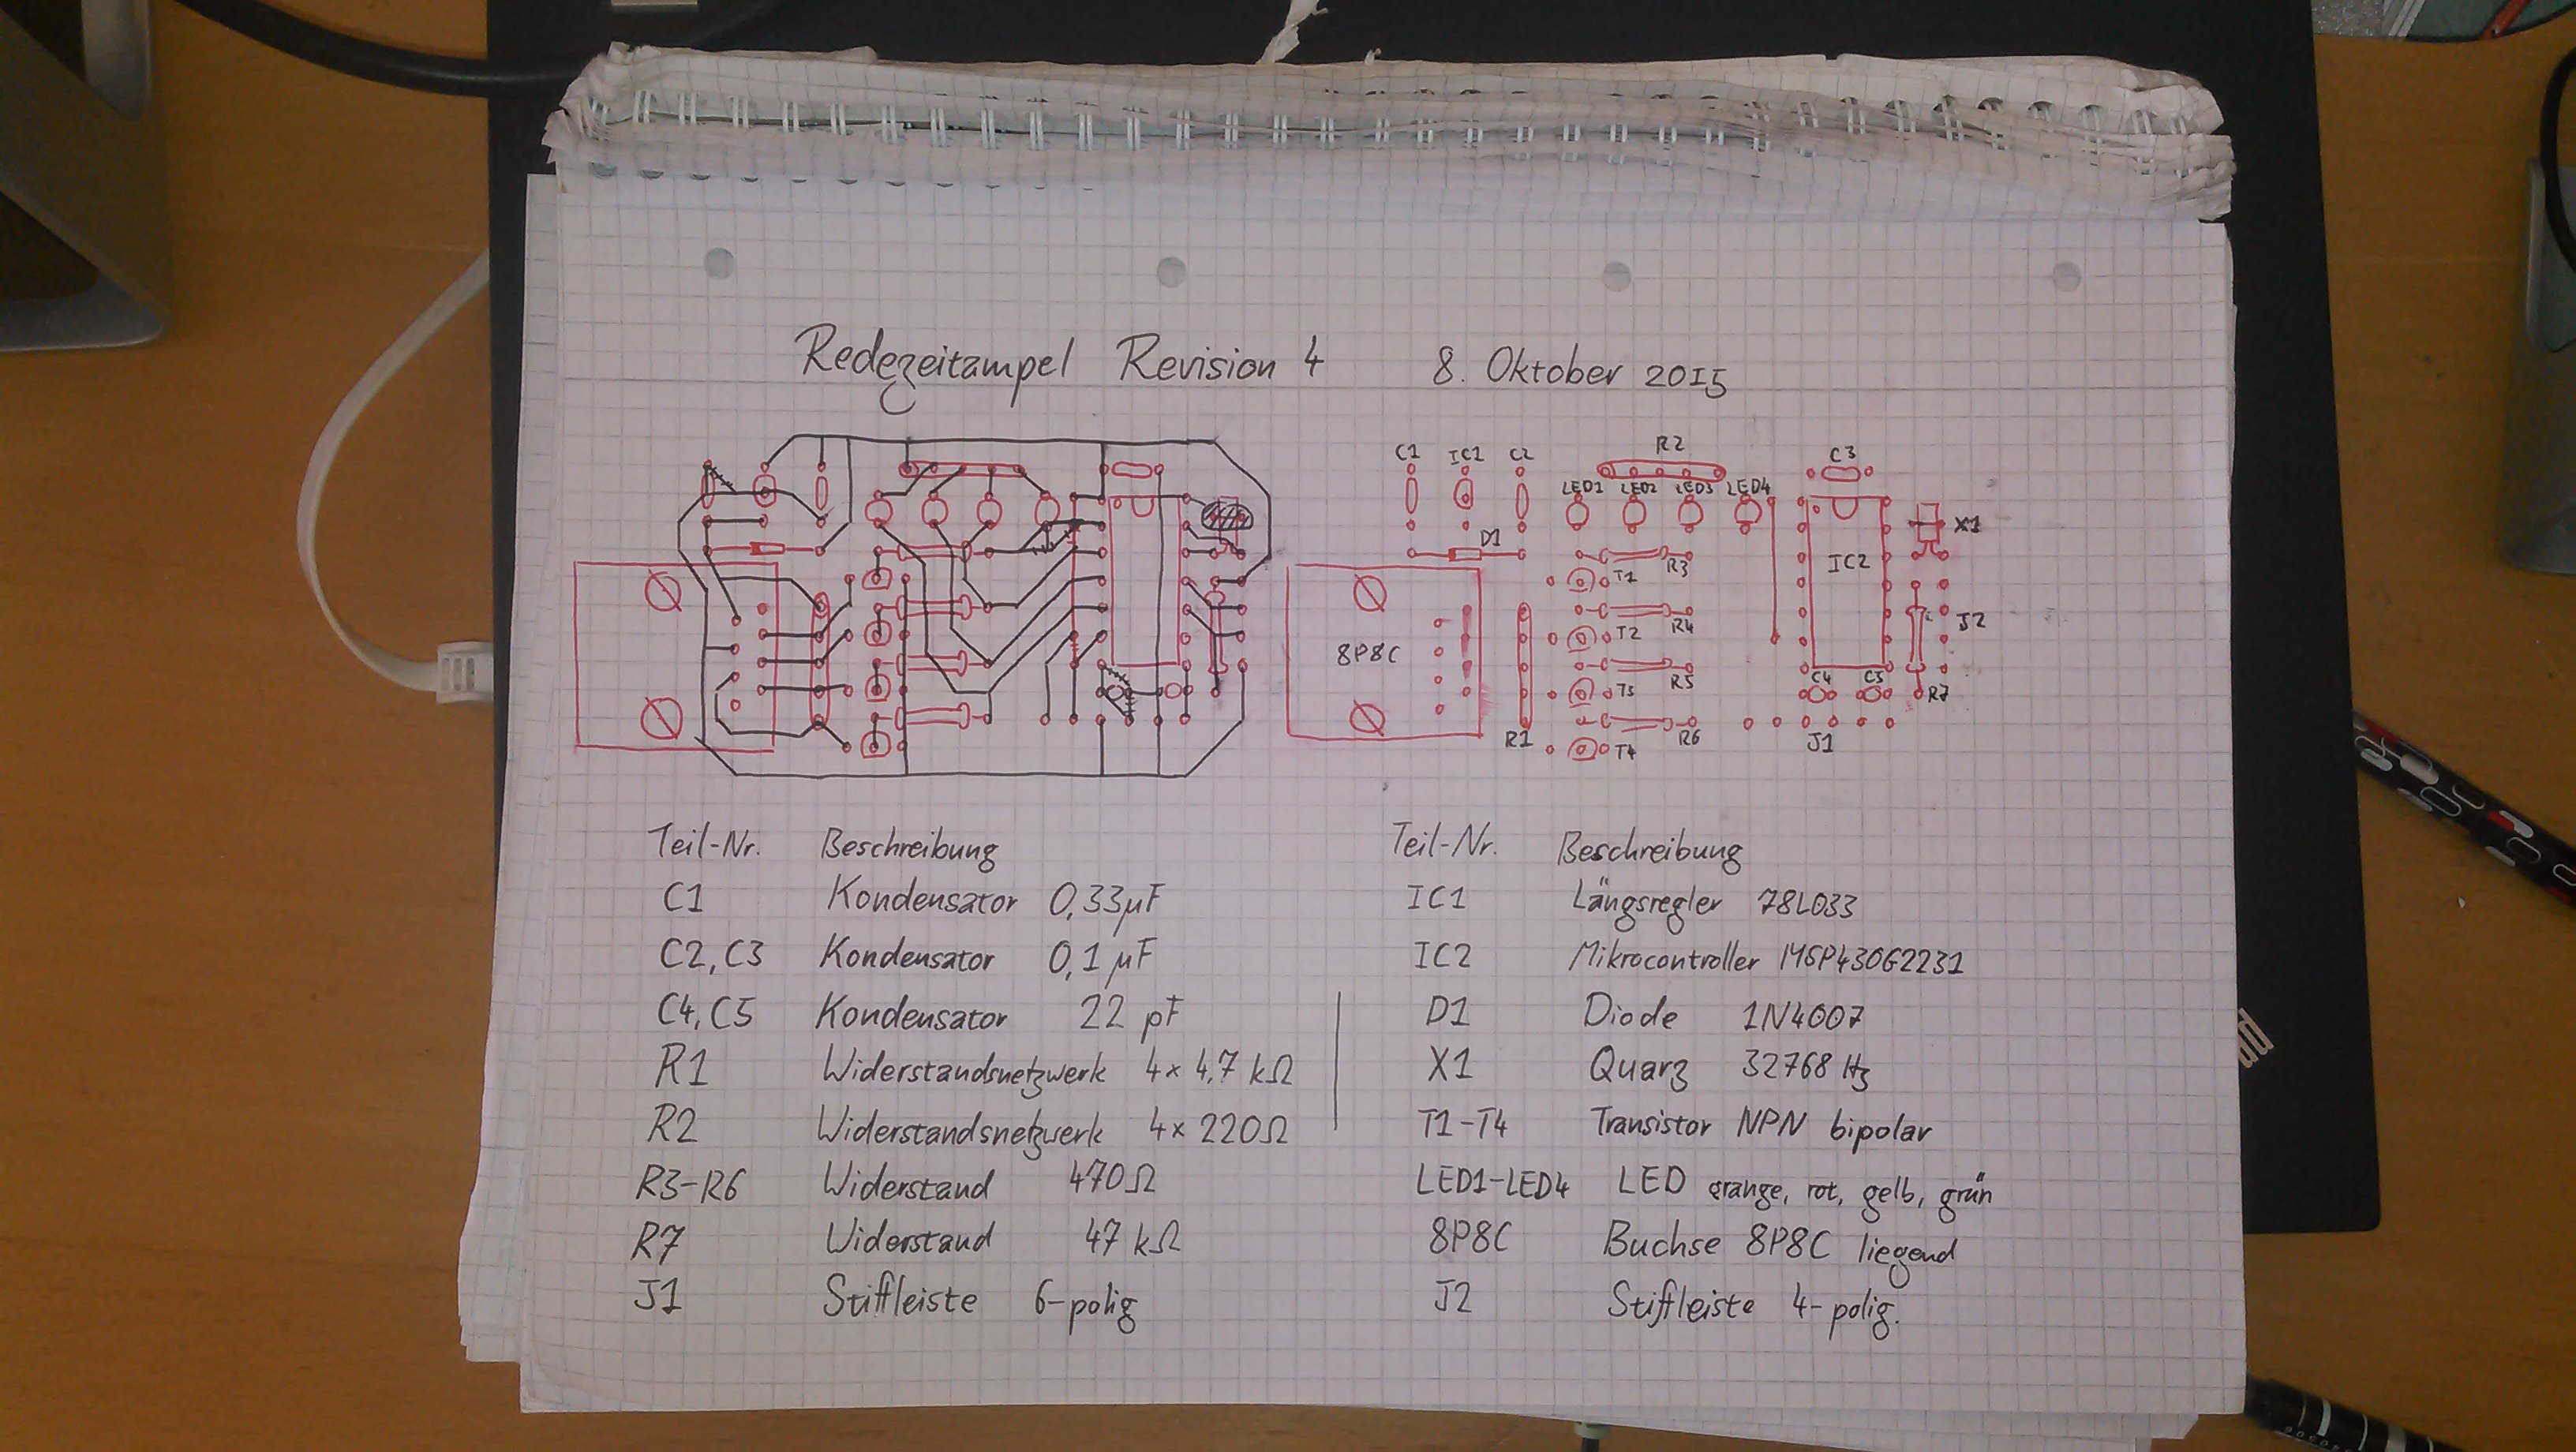 Redezeitampel Revision 4 8. Oktober 2015
C1 IC1 C2 R2 C3
LED1 LED2 LED3 LED4
X1
D1
IC2
T1 R3
T2 R4 J2
8P8C
T3 R5 C4 C5 R7
R1 T4 R6 J1
Teil-Nr. Beschreibung
C1 Kondensator 0,33µF
C2, C3 Kondensator 0,1 µF
C4, C5 Kondensator 22 pF
R1 Widerstandsnetzwerk 4x 4,7 kΩ
R2 Widerstandsnetzwerk 4x 220Ω
R3-R6 Widerstand 470Ω
R7 Widerstand 47 kΩ
J1 Stiftleiste 6-polig
Teil-Nr. Beschreibung
IC1 Längsregler 78L033
IC2 Mikrocontroller MSP430G2231
D1 Diode 1N4007
X1 Quarz 32768 Hz
T1-T4 Transistor NPN bipolar
LED1-LED4 LED orange, rot, gelb, grün
8P8C Buchse 8P8C liegend
J2 Stiftleiste 4-polig.